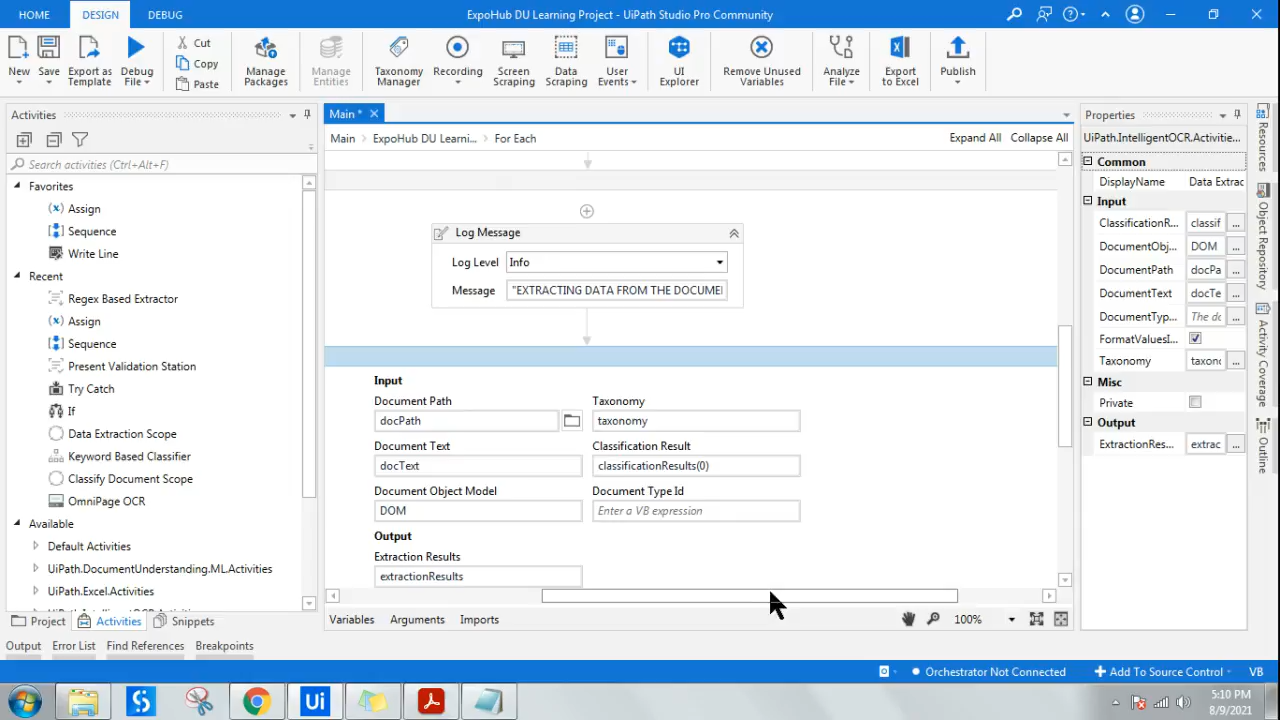 HOME DESIGN DEBUG ExpoHub DU Learning Project - UiPath Studio Pro Community
New
Save
Export as Template
Debug File
Cut
Copy
Paste
Manage Packages
Manage Entities
Taxonomy Manager
Recording
Screen Scraping
Data Scraping
User Events
UI Explorer
Remove Unused Variables
Analyze File
Export to Excel
Publish
Activities
Search activities (Ctrl+Alt+F)
Favorites
Assign
Sequence
Write Line
Recent
Regex Based Extractor
Assign
Sequence
Present Validation Station
Try Catch
If
Data Extraction Scope
Keyword Based Classifier
Classify Document Scope
OmniPage OCR
Available
Default Activities
UiPath.DocumentUnderstanding.ML.Activities
UiPath.Excel.Activities
Project Activities Snippets
Main *
Main > ExpoHub DU Learni... > For Each
Expand All Collapse All
Log Message
Log Level Info
Message "EXTRACTING DATA FROM THE DOCUME
Input
Document Path Taxonomy
docPath taxonomy
Document Text Classification Result
docText classificationResults(0)
Document Object Model Document Type Id
DOM Enter a VB expression
Output
Extraction Results
extractionResults
Variables Arguments Imports 100%
Properties
UiPath.IntelligentOCR.Activitie...
Common
DisplayName Data Extrac
Input
ClassificationR... classif ...
DocumentObj... DOM ...
DocumentPath docPa ...
DocumentText docTe ...
DocumentTyp... The do ...
FormatValuesI...
Taxonomy taxono ...
Misc
Private
Output
ExtractionRes... extrac ...
Resources
Object Repository
Activity Coverage
Outline
Output Error List Find References Breakpoints
Orchestrator Not Connected Add To Source Control VB
Ui
5:10 PM
8/9/2021